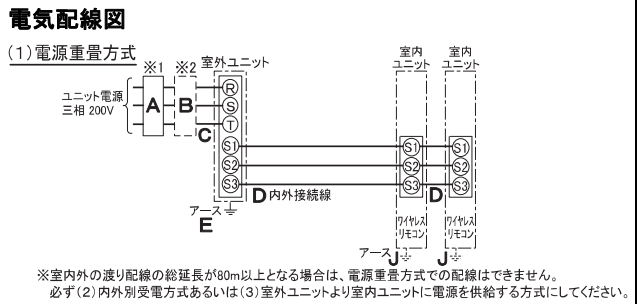 電気配線図
(1)電源重畳方式
※1 ※2 室外ユニット
室内
ユニット
室内
ユニット
ユニット電源
三相 200V
A
B
C
R
S
T
S1
S2
S3
S1
S2
S3
S1
S2
S3
D内外接続線
D
アース
E
ワイヤレス
リモコン
ワイヤレス
リモコン
アース
J
J
※室内外の渡り配線の総延長が80m以上となる場合は、電源重畳方式での配線はできません。
必ず(2)内外別受電方式あるいは(3)室外ユニットより室内ユニットに電源を供給する方式にしてください。